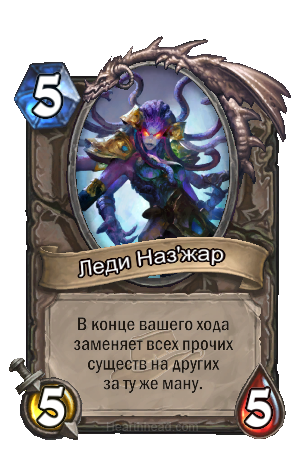 5
Леди Наз'жар
В конце вашего хода
заменяет всех прочих
существ на других
за ту же ману.
5
5